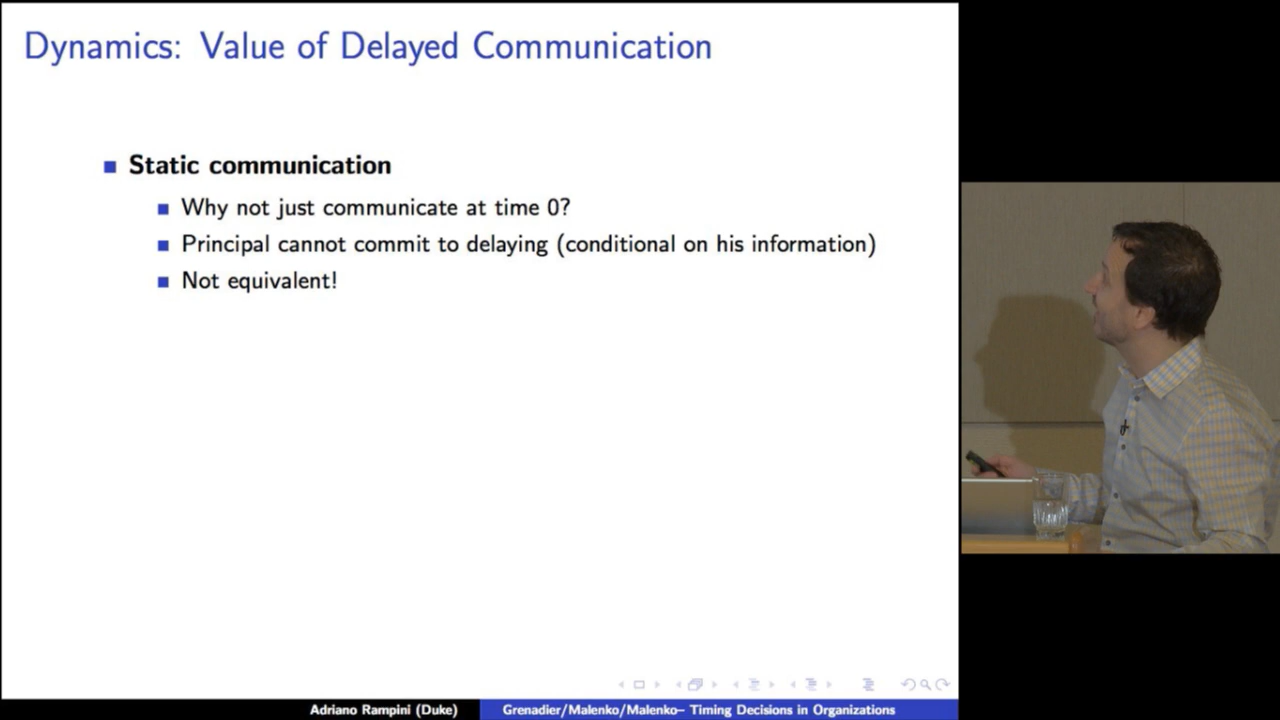 Dynamics: Value of Delayed Communication
Static communication
Why not just communicate at time 0?
Principal cannot commit to delaying (conditional on his information)
Not equivalent!
Adriano Rampini (Duke)
Grenadier/Malenko/Malenko– Timing Decisions in Organizations